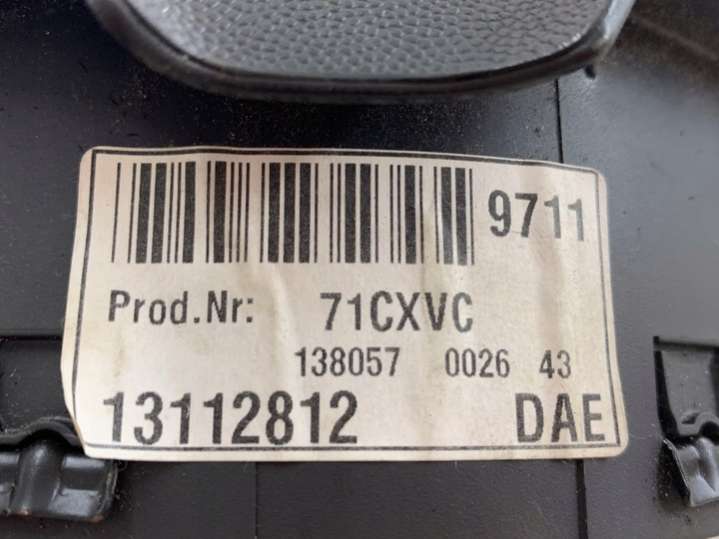 9711
Prod.Nr: 71CXVC
138057 0026 43
13112812 DAE